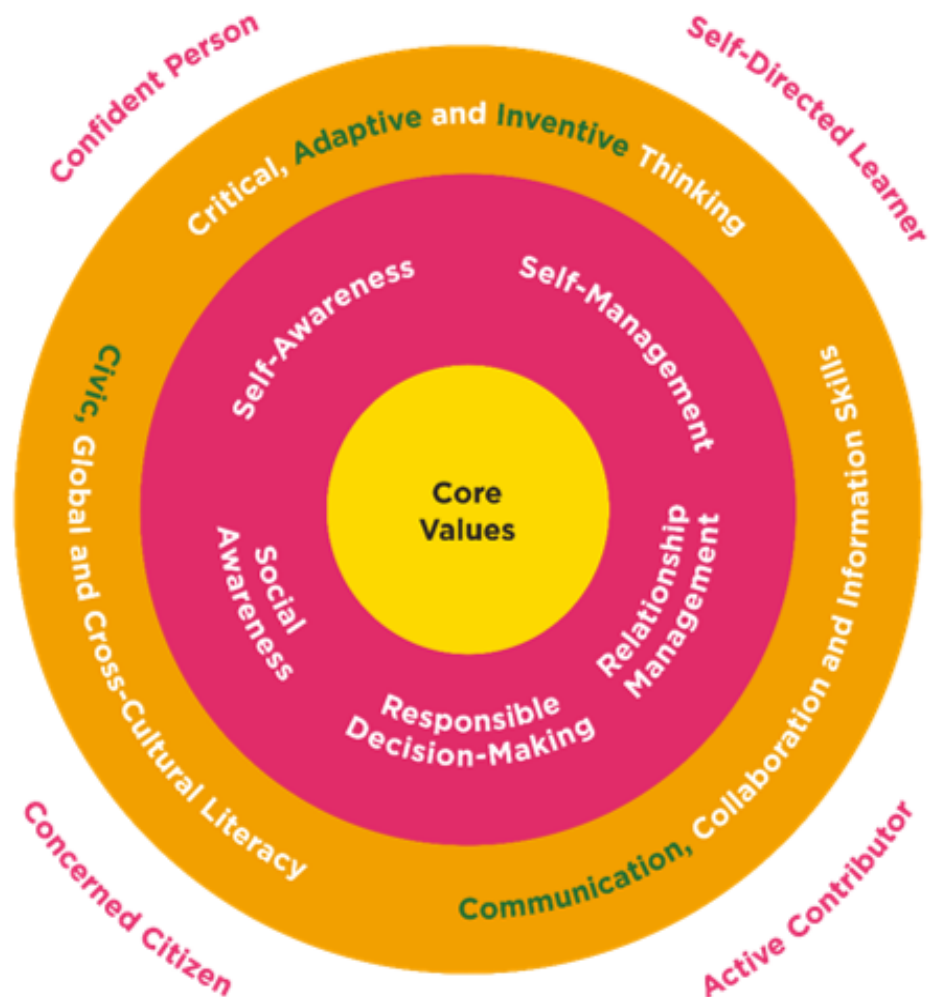 Confident Person
Self-Directed Learner
Critical, Adaptive and Inventive Thinking
Self-Awareness
Self-Management
Civic, Global and Cross-Cultural Literacy
Communication, Collaboration and Information Skills
Core
Values
Social
Awareness
Relationship
Management
Responsible
Decision-Making
Concerned Citizen
Active Contributor